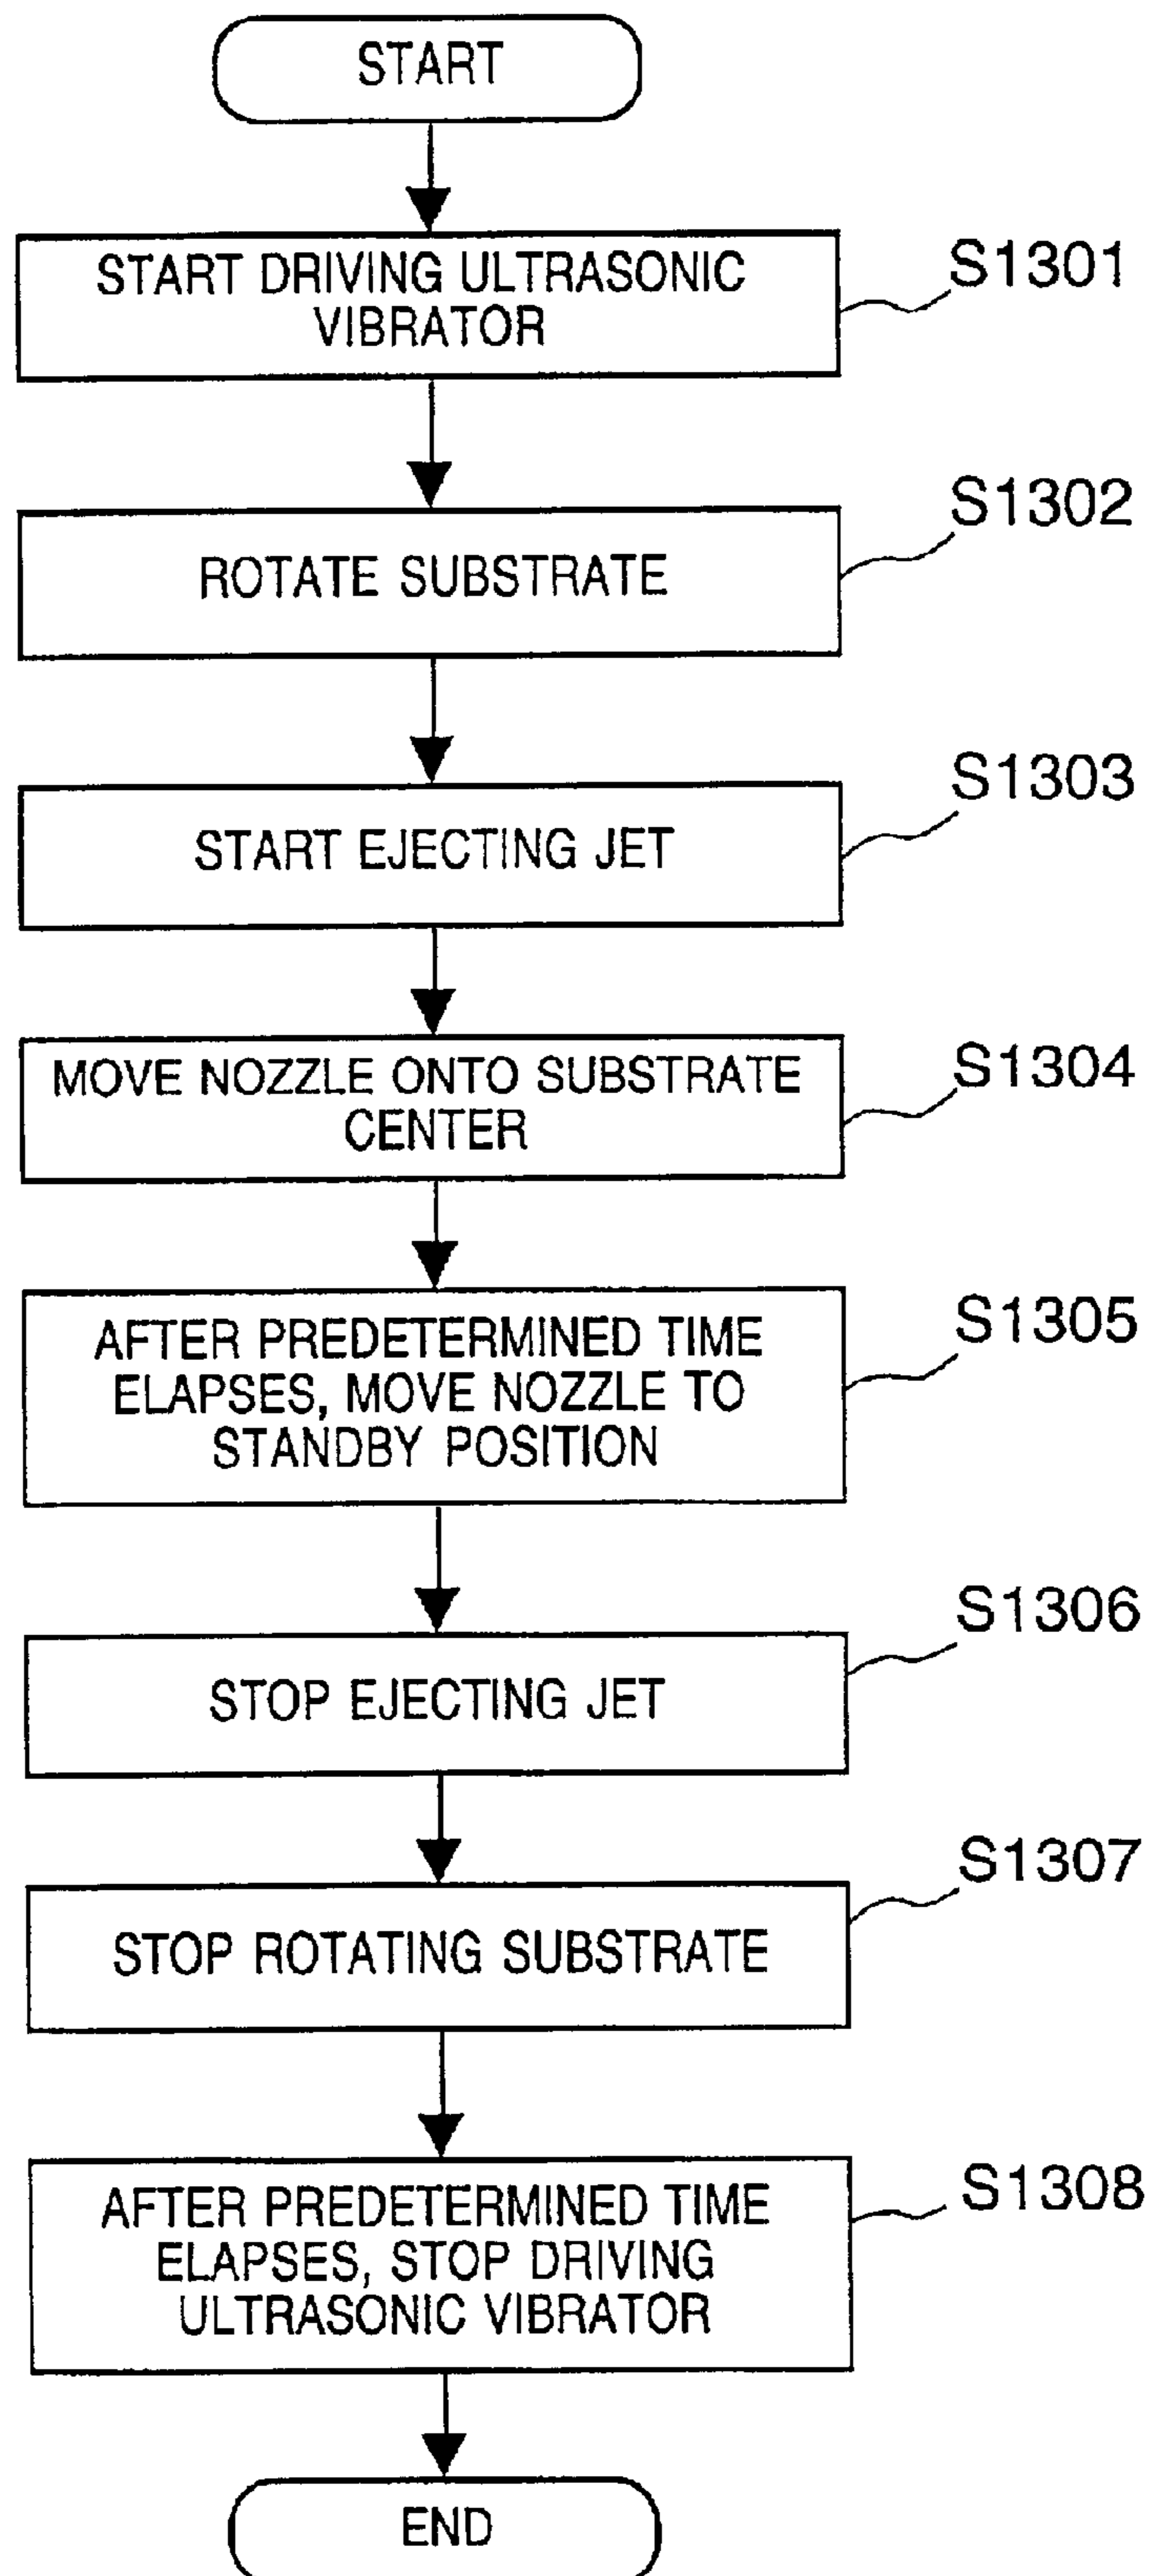 START
START DRIVING ULTRASONIC
VIBRATOR
S1301
ROTATE SUBSTRATE
S1302
START EJECTING JET
S1303
MOVE NOZZLE ONTO SUBSTRATE
CENTER
S1304
AFTER PREDETERMINED TIME
ELAPSES, MOVE NOZZLE TO
STANDBY POSITION
S1305
STOP EJECTING JET
S1306
STOP ROTATING SUBSTRATE
S1307
AFTER PREDETERMINED TIME
ELAPSES, STOP DRIVING
ULTRASONIC VIBRATOR
S1308
END